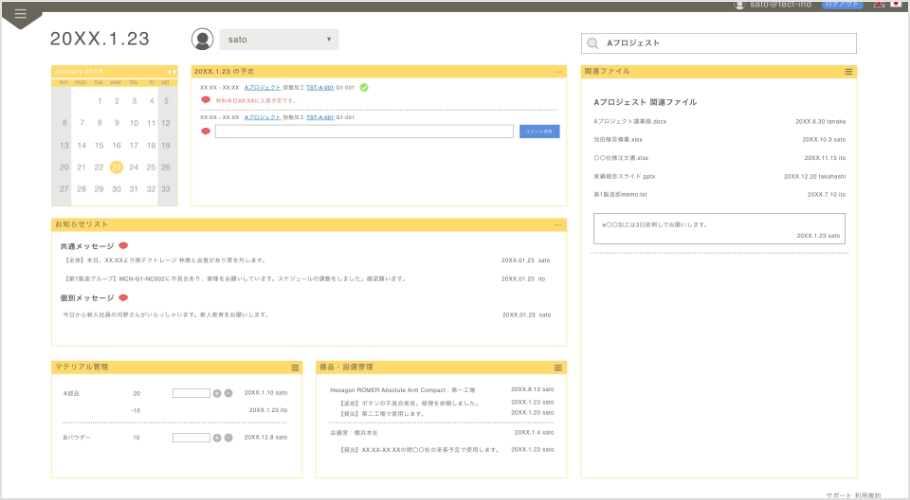 sato@tect-ind ログアウト
20XX.1.23
sato
Aプロジェスト
January 20XX
sun mon tue wed thu fri sat
1 2 3 4 5
6 7 8 9 10 11 12
13 14 15 16 17 18 19
20 21 22 23 24 25 26
27 28 29 30 31 32 33
20XX.1.23 の予定
XX:XX - XX:XX Aプロジェクト 旋盤加工 TST-A-001 G1-001
材料本日XX:XXに入荷予定です。
XX:XX - XX:XX Aプロジェクト 旋盤加工 TST-A-001 G1-001
コメント送信
お知らせリスト
共通メッセージ
【全体】本日、XX:XXより南テクトレージ 林様と会食があり席を外します。 20XX.01.23 sato
【第1製造グループ】MCN-G1-NC002に不具合あり、修理をお願いしています。スケジュールの調整をしました。確認願います。 20XX.01.23 ito
個別メッセージ
今日から新入社員の河野さんがいらっしゃいます。新人教育をお願いします。 20XX.01.23 sato
マテリアル管理
A部品 20 20XX.1.10 sato
-10 20XX.1.23 ito
Bパウダー 10 20XX.12.8 sato
備品・設備管理
Hexagon ROMER Absolute Arm Compact：第一工場 20XX.8.12 sato
【返却】ボタンの不具合発見。修理を依頼しました。 20XX.1.23 sato
【貸出】第二工場で使用します。 20XX.1.20 sato
会議室：横浜本社 20XX.1.4 sato
【貸出】XX:XX-XX:XXの間〇〇社の来客予定で使用します。 20XX.1.23 sato
関連ファイル
Aプロジェスト 関連ファイル
Aプロジェクト議事録.docx 20XX.6.30 tanaka
池田様見積書.xlsx 20XX.10.3 sato
〇〇社様注文書.xlsx 20XX.11.15 ito
実績報告スライド.pptx 20XX.12.20 takahashi
第1製造部memo.txt 20XX.7.10 ito
※〇〇加工は3日前倒しでお願いします。
20XX.1.23 sato
サポート 利用規約